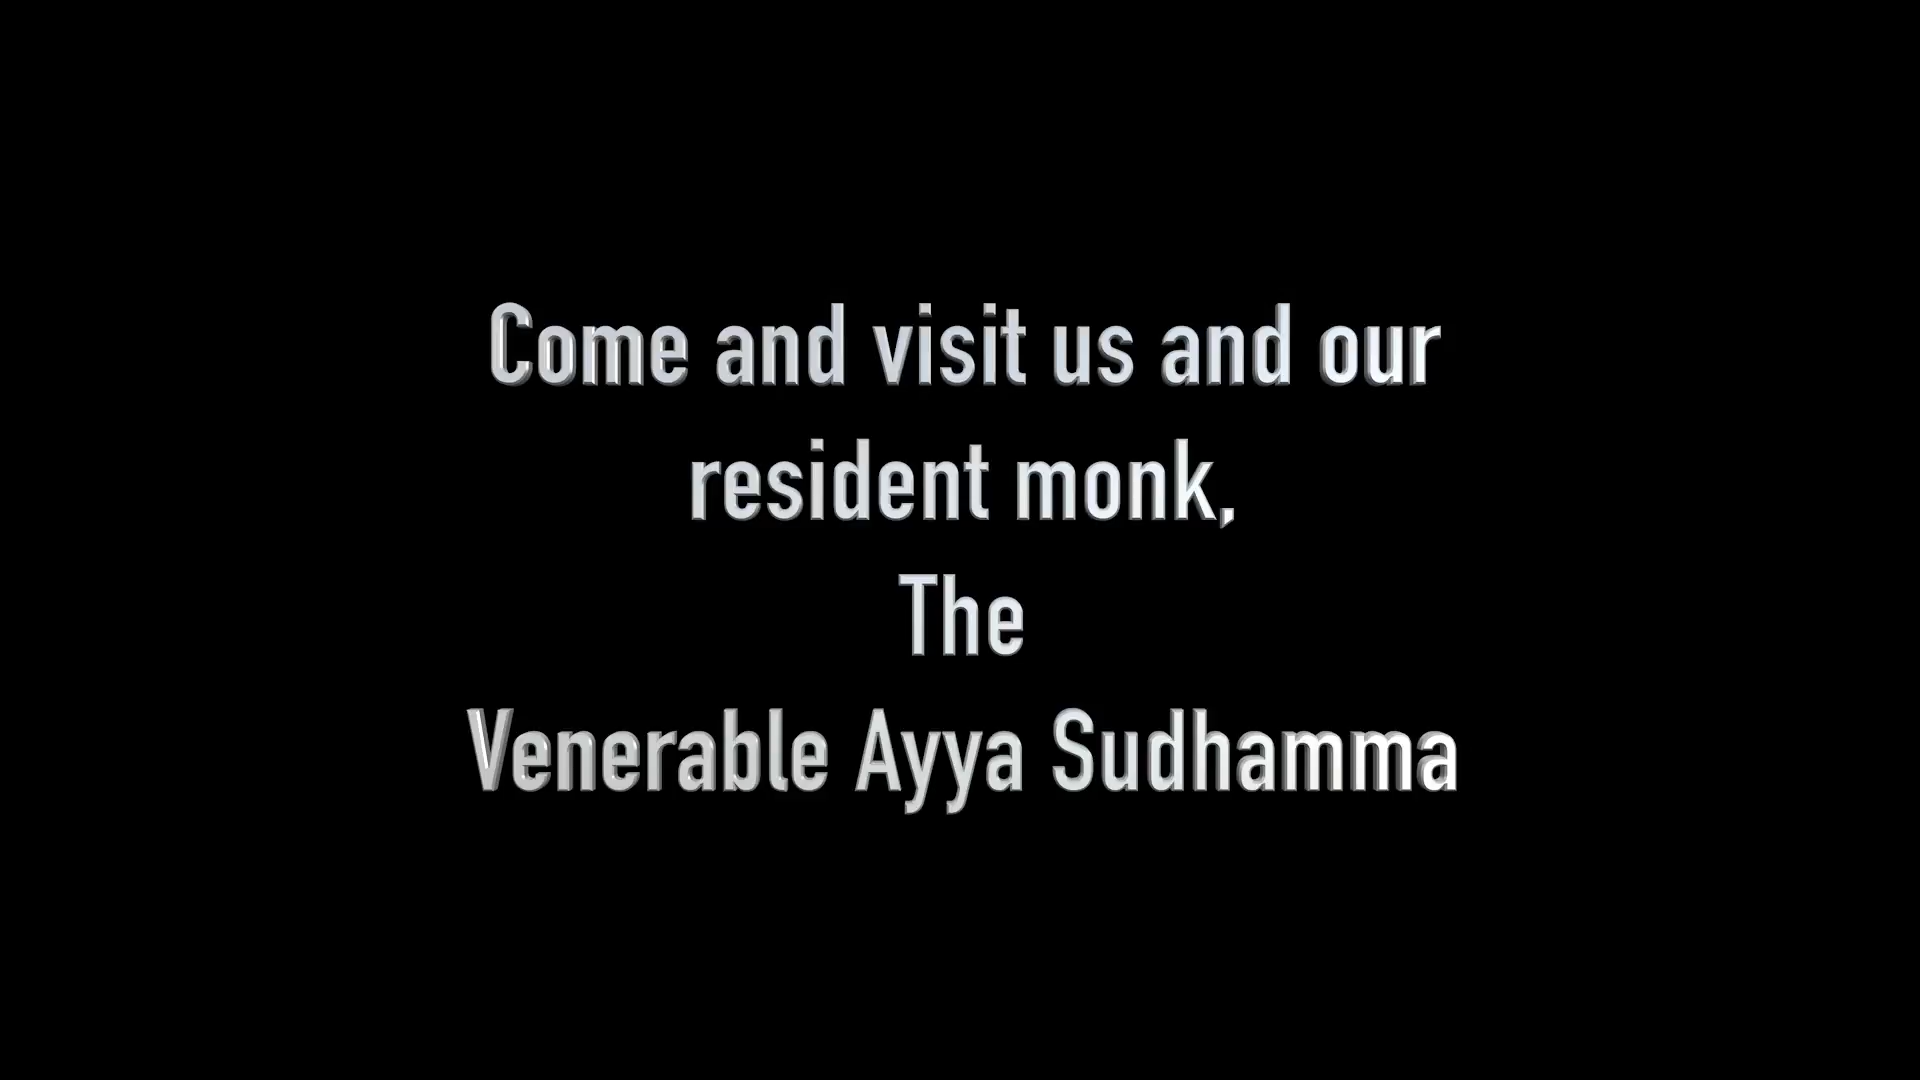 Come and visit us and our
resident monk,
The
Venerable Ayya Sudhamma